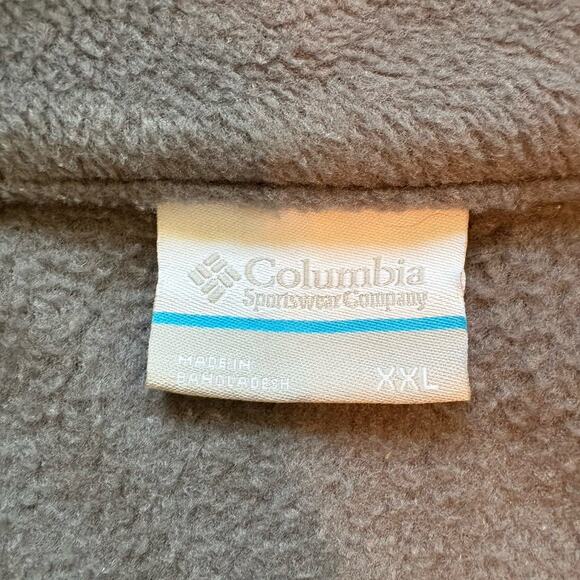 Columbia
Sportswear Company
MADE IN
BANGLADESH
XXL